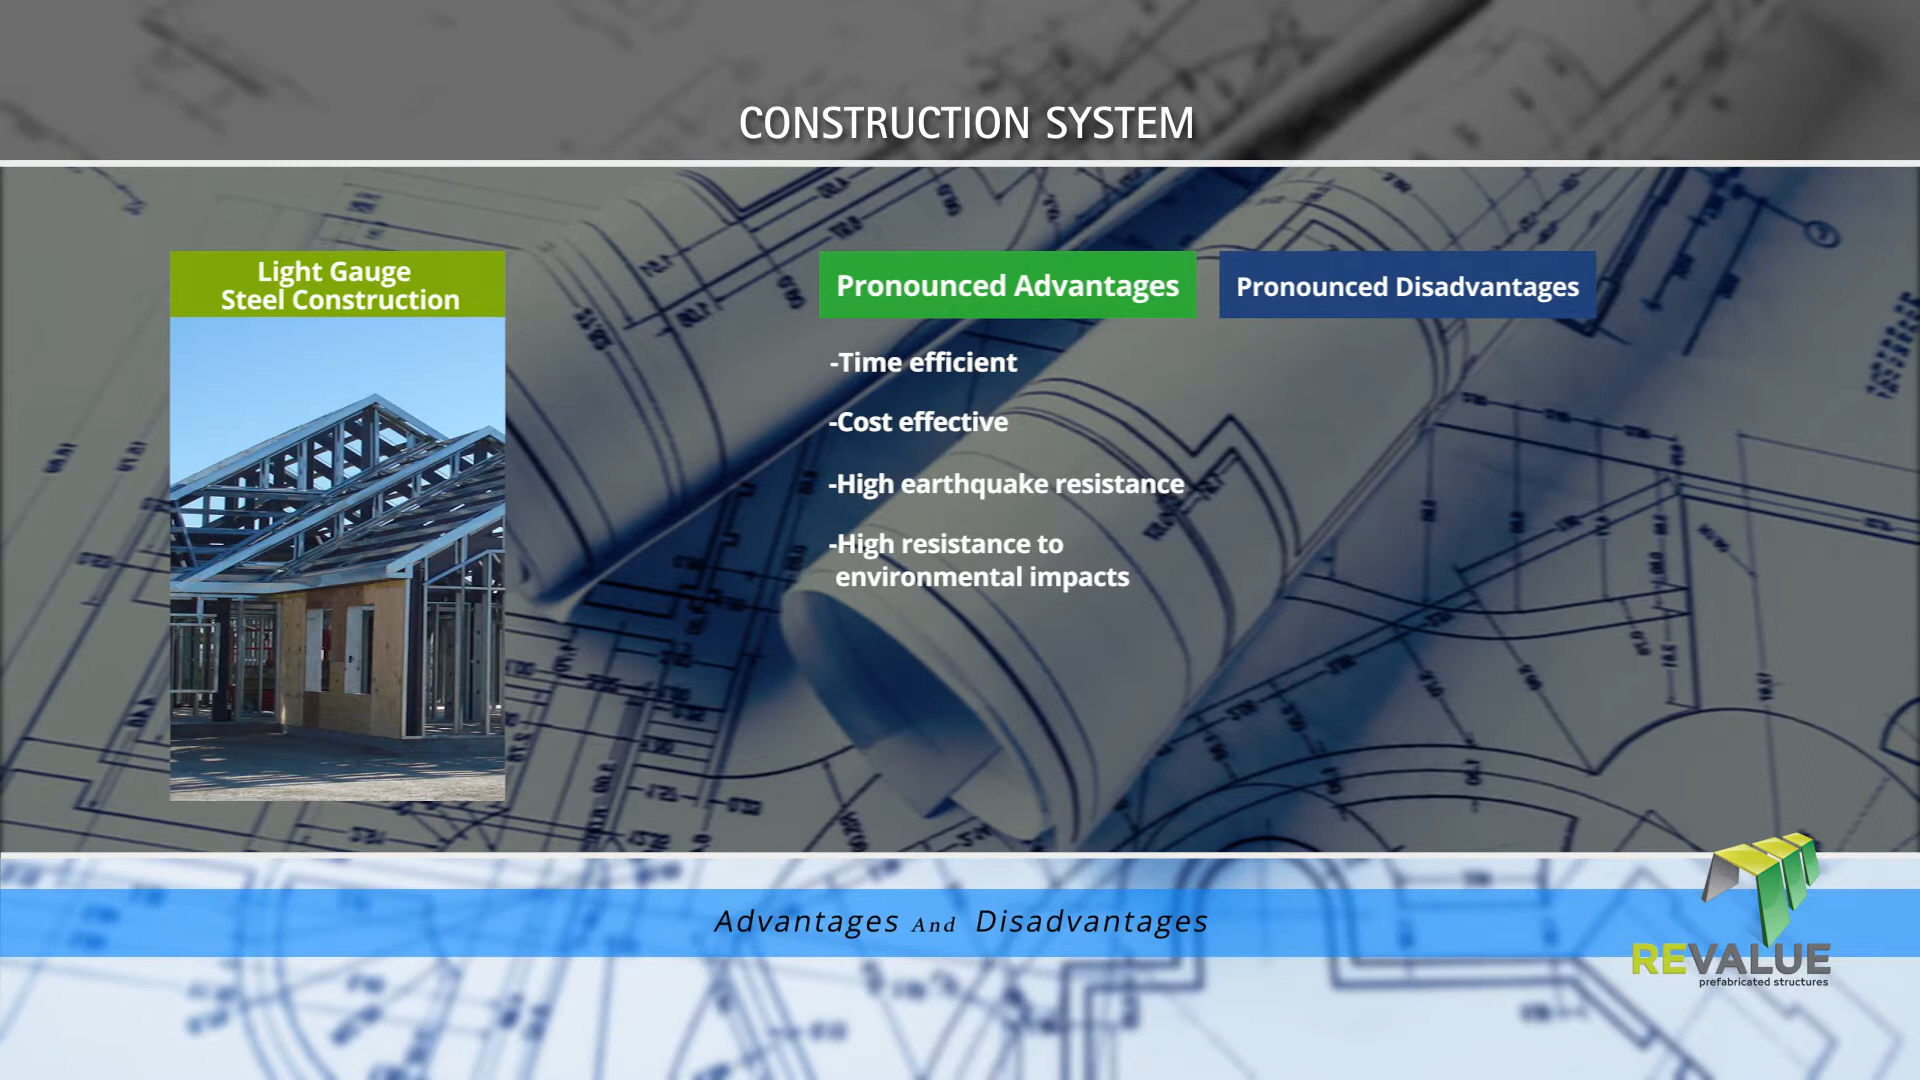 CONSTRUCTION SYSTEM
Light Gauge
Steel Construction
Pronounced Advantages
Pronounced Disadvantages
-Time efficient
-Cost effective
-High earthquake resistance
-High resistance to
environmental impacts
Advantages And Disadvantages
REVALUE
prefabricated structures